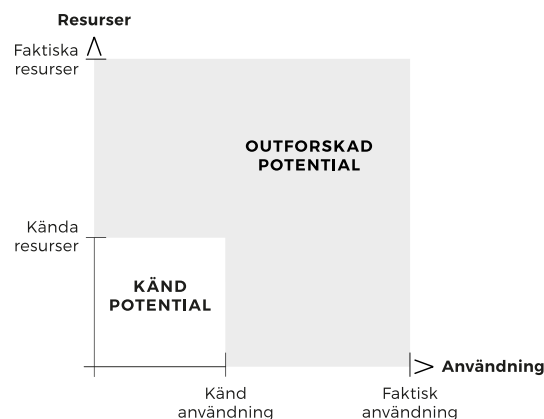 Resurser
Faktiska
resurser
OUTFORSKAD
POTENTIAL
Kända
resurser
KÄND
POTENTIAL
Användning
Känd
användning
Faktisk
användning